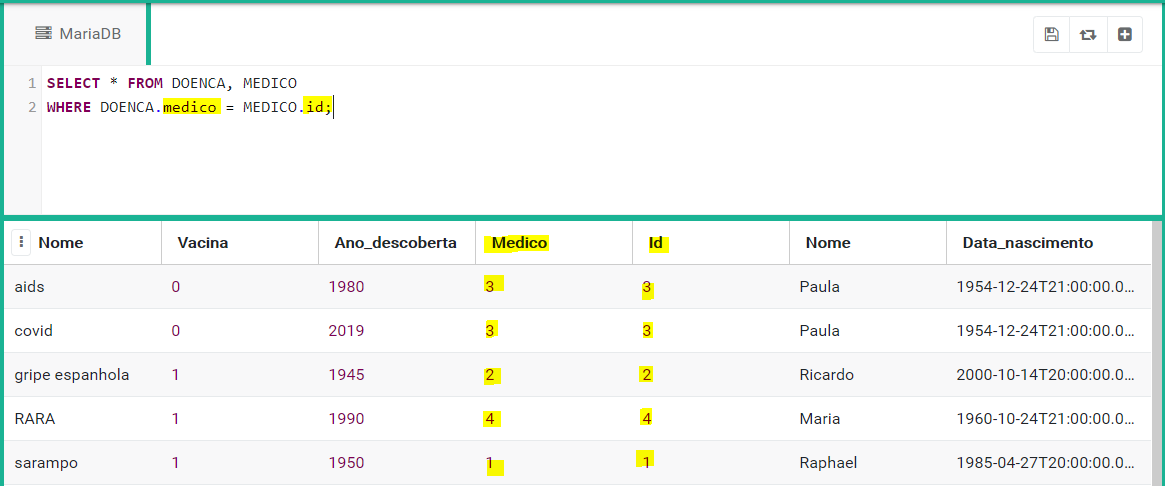 MariaDB
1 SELECT * FROM DOENCA, MEDICO
2 WHERE DOENCA.medico = MEDICO.id;
Nome Vacina Ano_descoberta Medico Id Nome Data_nascimento
aids 0 1980 3 3 Paula 1954-12-24T21:00:00.0...
covid 0 2019 3 3 Paula 1954-12-24T21:00:00.0...
gripe espanhola 1 1945 2 2 Ricardo 2000-10-14T20:00:00.0...
RARA 1 1990 4 4 Maria 1960-10-24T21:00:00.0...
sarampo 1 1950 1 1 Raphael 1985-04-27T20:00:00.0...